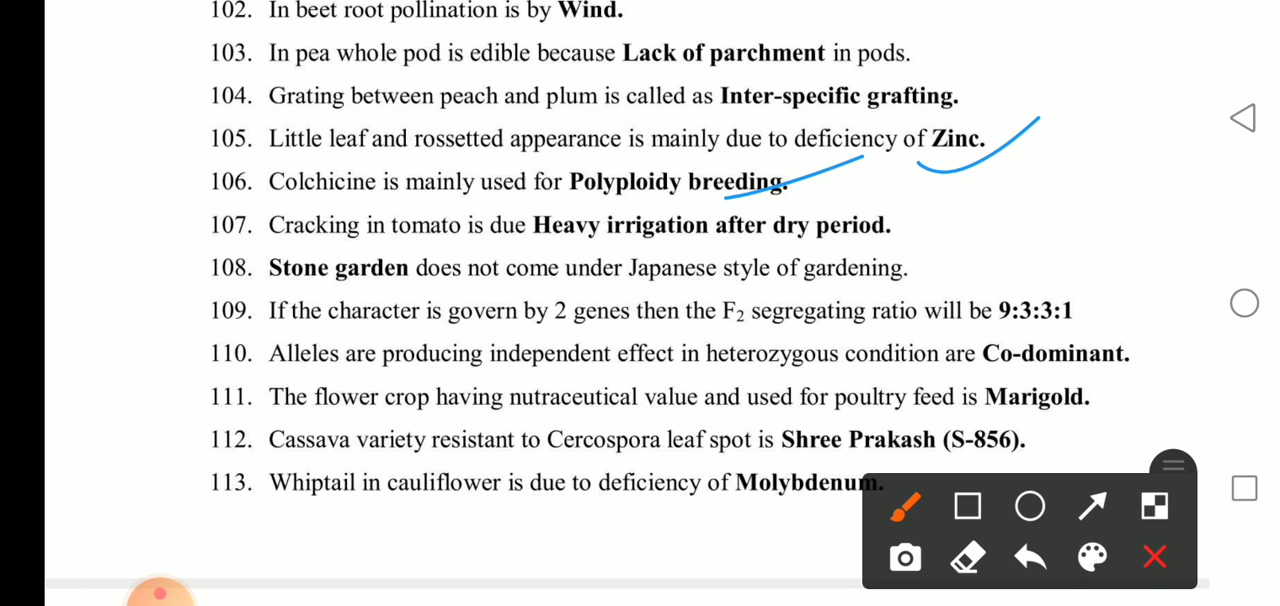 102. In beet root pollination is by Wind.
103. In pea whole pod is edible because Lack of parchment in pods.
104. Grating between peach and plum is called as Inter-specific grafting.
105. Little leaf and rossetted appearance is mainly due to deficiency of Zinc.
106. Colchicine is mainly used for Polyploidy breeding.
107. Cracking in tomato is due Heavy irrigation after dry period.
108. Stone garden does not come under Japanese style of gardening.
109. If the character is govern by 2 genes then the F₂ segregating ratio will be 9:3:3:1
110. Alleles are producing independent effect in heterozygous condition are Co-dominant.
111. The flower crop having nutraceutical value and used for poultry feed is Marigold.
112. Cassava variety resistant to Cercospora leaf spot is Shree Prakash (S-856).
113. Whiptail in cauliflower is due to deficiency of Molybdenum.